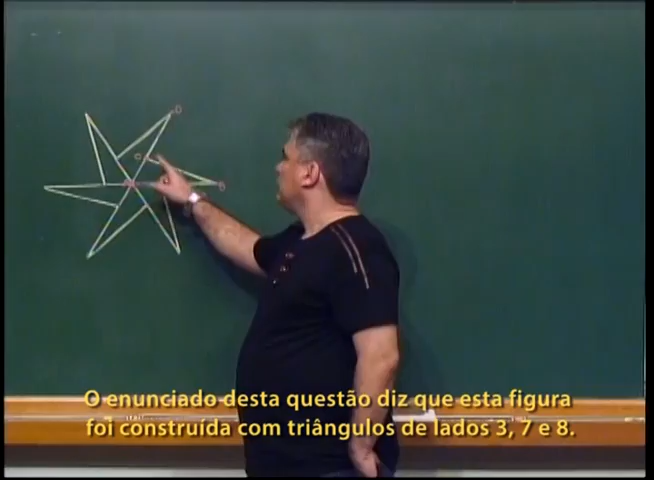 O enunciado desta questão diz que esta figura
foi construída com triângulos de lados 3, 7 e 8.